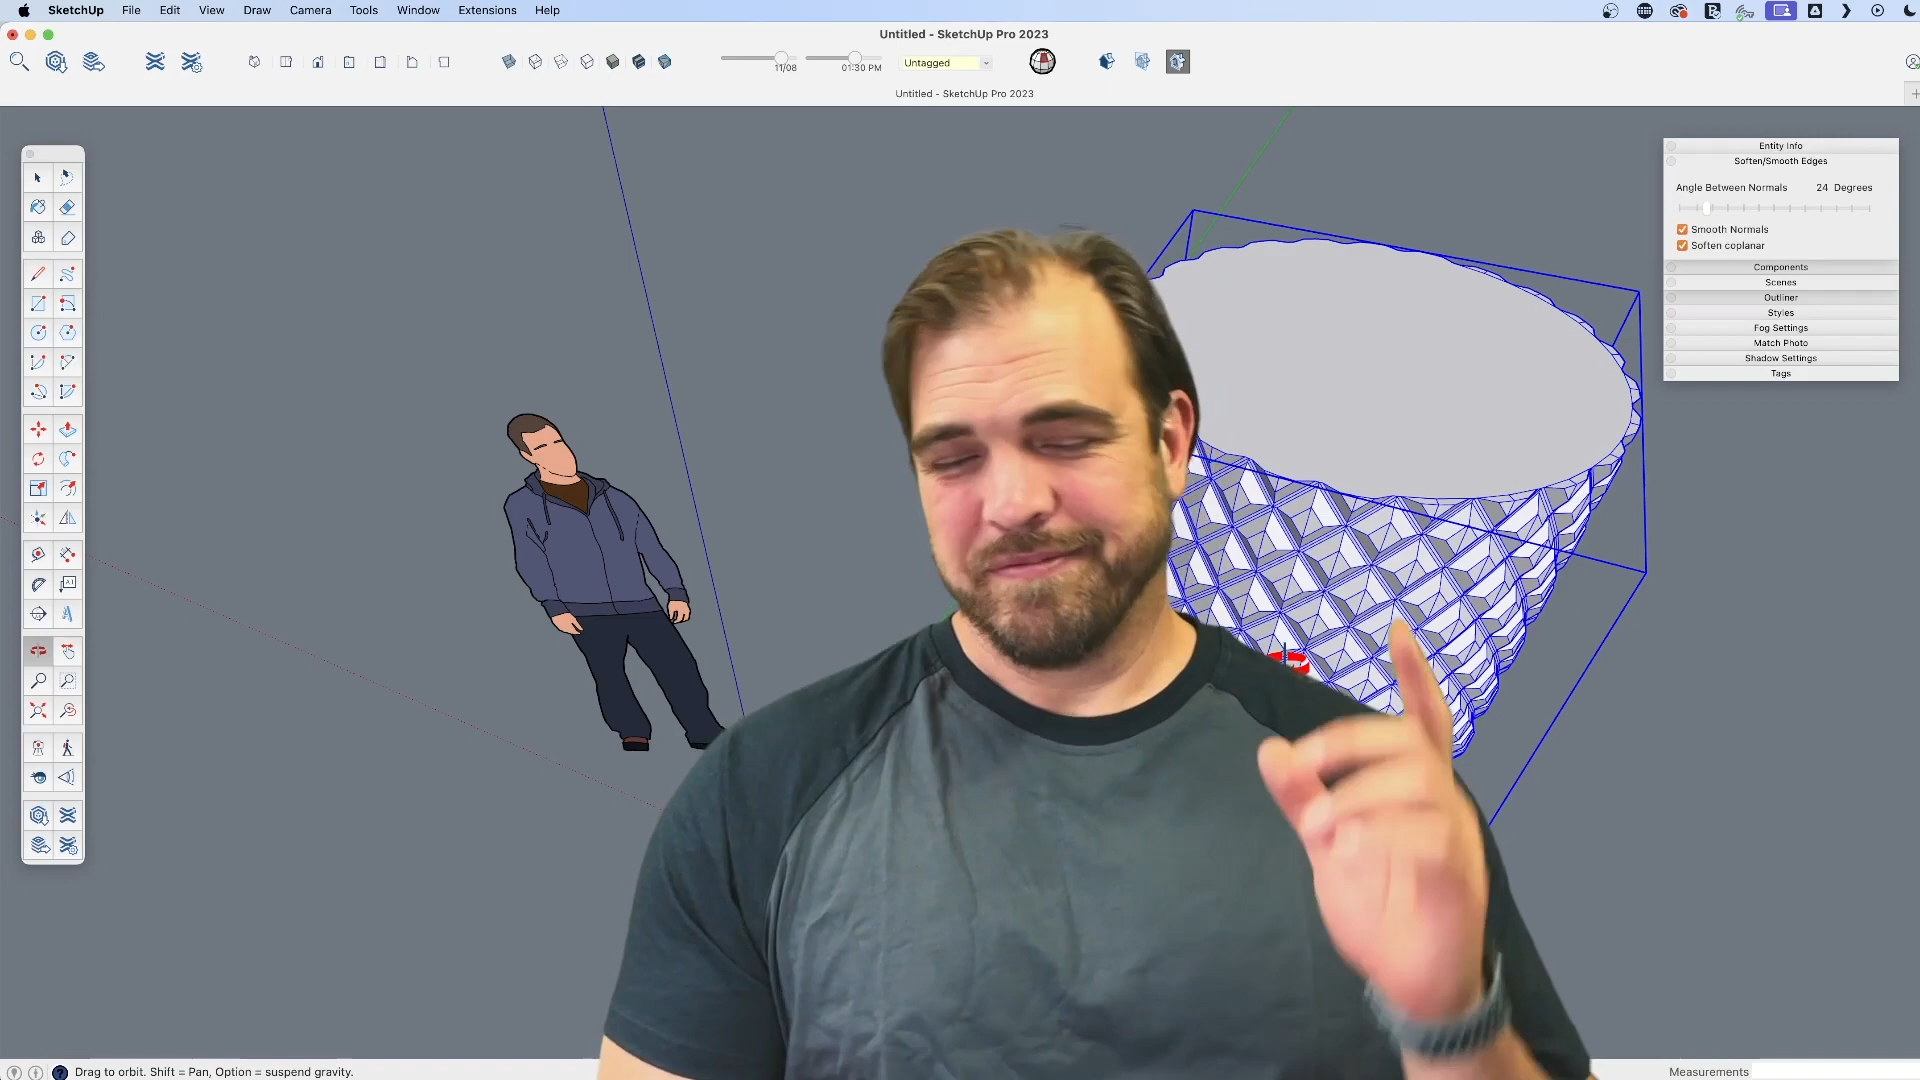 SketchUp File Edit View Draw Camera Tools Window Extensions Help
Untitled - SketchUp Pro 2023
11/08
01:30 PM
Untagged
Untitled - SketchUp Pro 2023
Entity Info
Soften/Smooth Edges
Angle Between Normals 24 Degrees
Smooth Normals
Soften coplanar
Components
Scenes
Outliner
Styles
Fog Settings
Match Photo
Shadow Settings
Tags
Drag to orbit. Shift = Pan, Option = suspend gravity.
Measurements